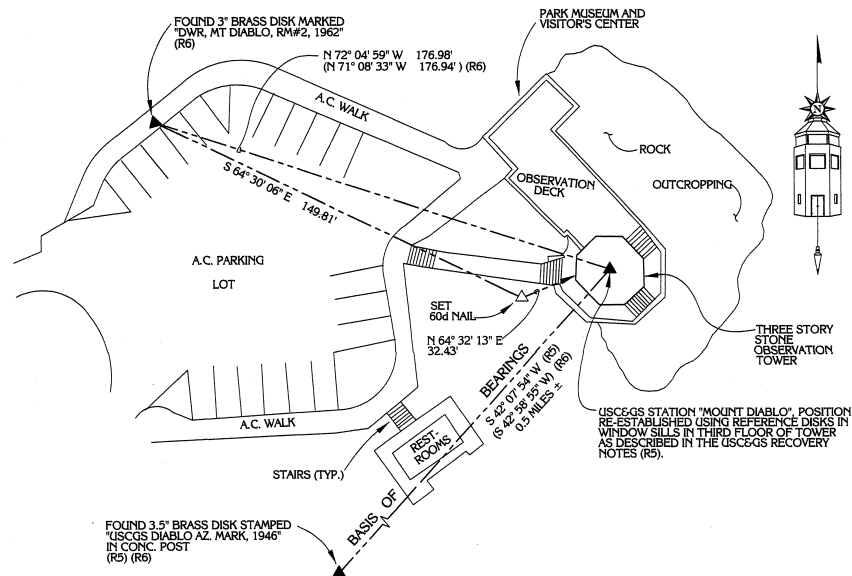 FOUND 3" BRASS DISK MARKED
"DWR, MT DIABLO, RM#2, 1962"
(R6)
N 72° 04' 59" W 176.98'
(N 71° 08' 33" W 176.94' ) (R6)
PARK MUSEUM AND
VISITOR'S CENTER
A.C. WALK
S 64° 30' 06" E 149.81'
OBSERVATION
DECK
ROCK
OUTCROPPING
N
A.C. PARKING
LOT
SET
60d NAIL
N 64° 32' 13" E
32.43'
THREE STORY
STONE
OBSERVATION
TOWER
BASIS OF BEARINGS
S 42° 07' 54" W (R5)
(S 42° 58' 55" W) (R6)
0.5 MILES ±
USC&GS STATION "MOUNT DIABLO", POSITION
RE-ESTABLISHED USING REFERENCE DISKS IN
WINDOW SILLS IN THIRD FLOOR OF TOWER
AS DESCRIBED IN THE USC&GS RECOVERY
NOTES (R5).
A.C. WALK
REST-
ROOMS
STAIRS (TYP.)
FOUND 3.5" BRASS DISK STAMPED
"USCGS DIABLO AZ. MARK, 1946"
IN CONC. POST
(R5) (R6)